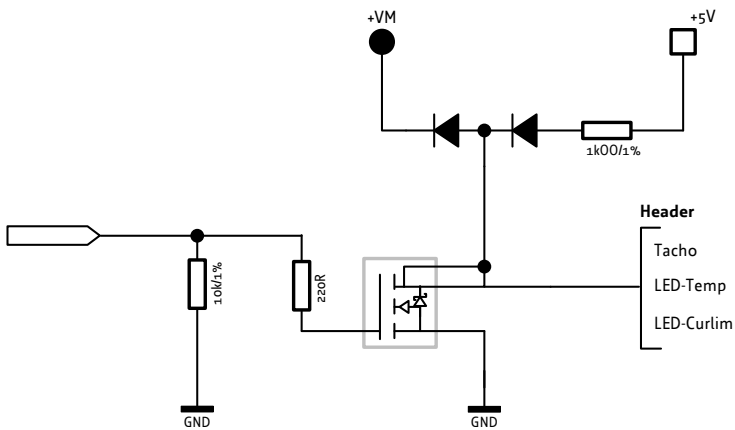 +VM
+5V
1k00/1%
Header
Tacho
LED-Temp
LED-Curlim
10k/1%
220R
GND
GND